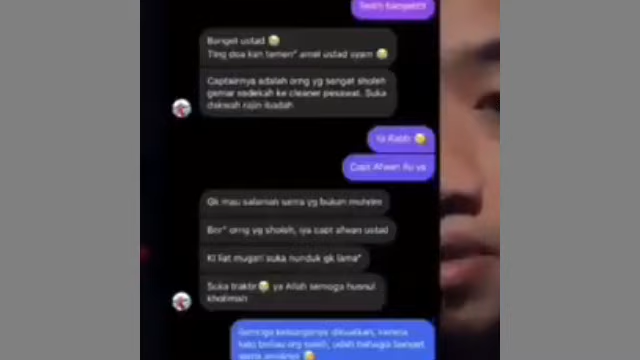 Banget ustad 😭
Ting doa kan temen" amal ustad syam 😭
Captainnya adalah orng yg sangat sholeh
gemar sedekah ke cleaner pesawat. Suka
dakwah rajin ibadah
Ya Rabb 😢
Capt Afwan itu ya
Gk mau salaman sama yg bukan muhrim
Bnr" orng yg sholeh, iya capt afwan ustad
Kl liat mugari suka nunduk gk lama"
Suka traktir😭 ya Allah semoga husnul
khotimah
Semoga keluarganya dikuatkan, karena
kalo beliau org saleh, udah bahagia banget